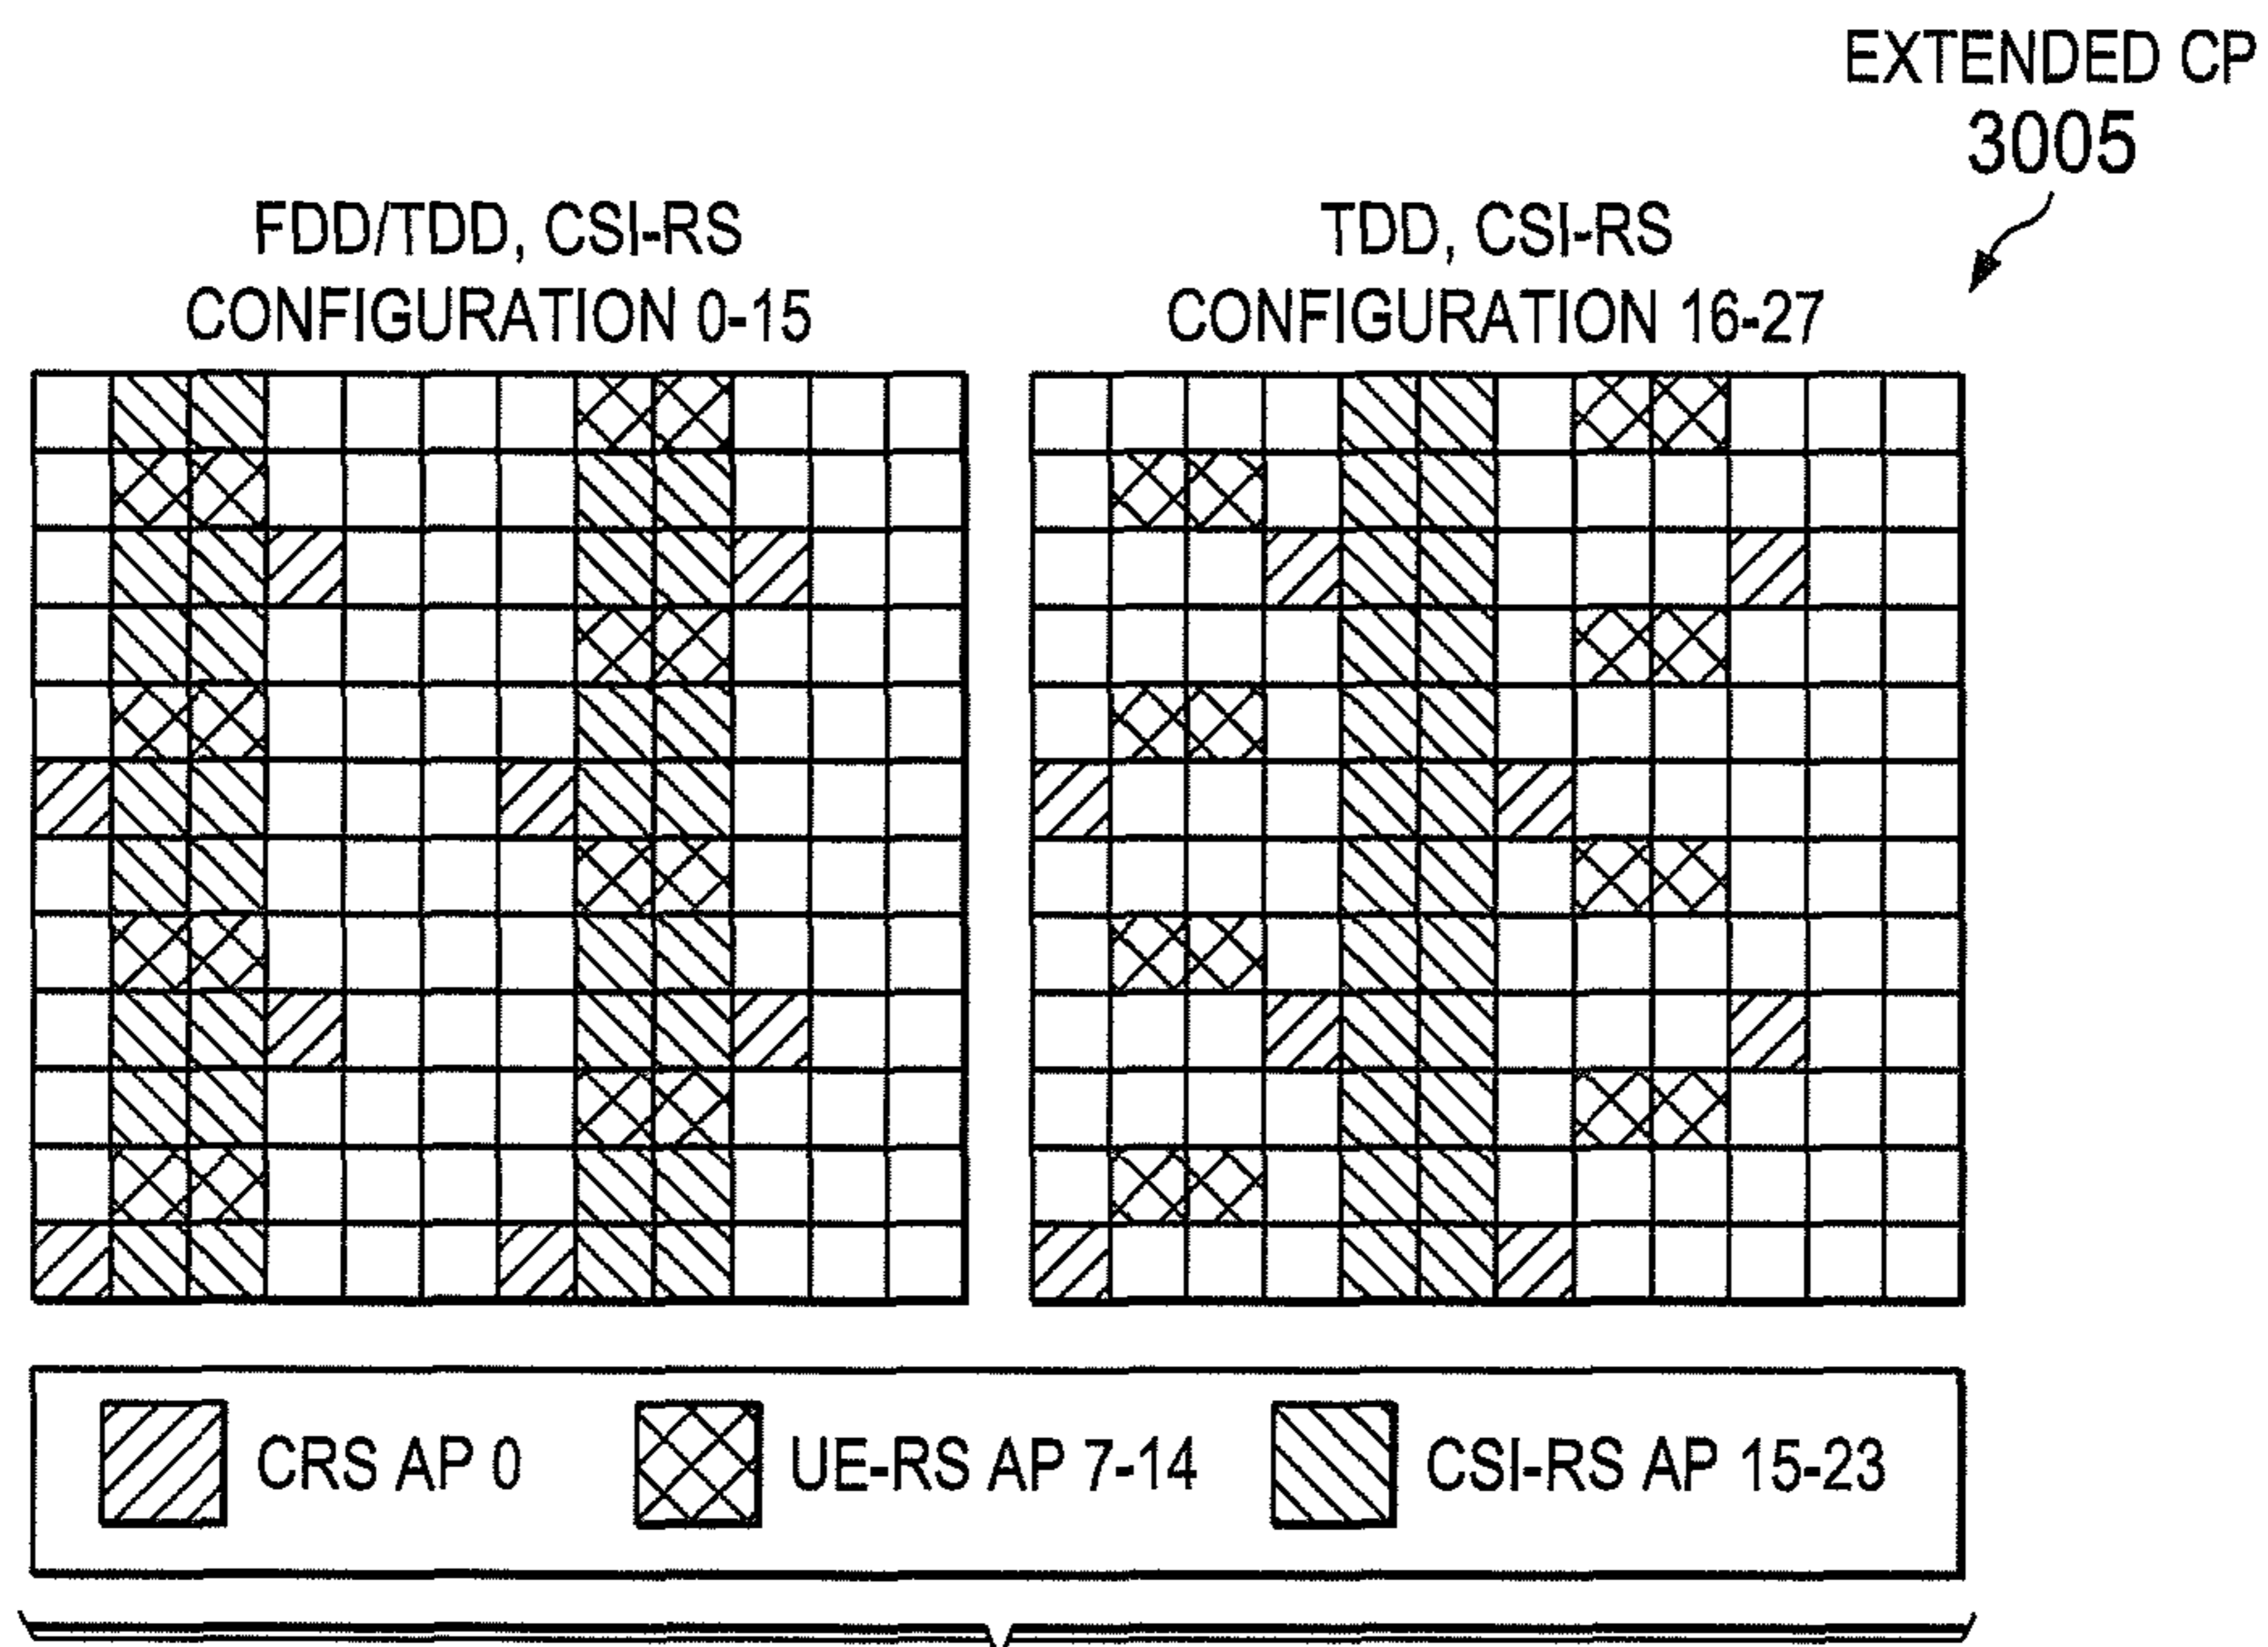 EXTENDED CP
3005
FDD/TDD, CSI-RS
CONFIGURATION 0-15
TDD, CSI-RS
CONFIGURATION 16-27
CRS AP 0
UE-RS AP 7-14
CSI-RS AP 15-23